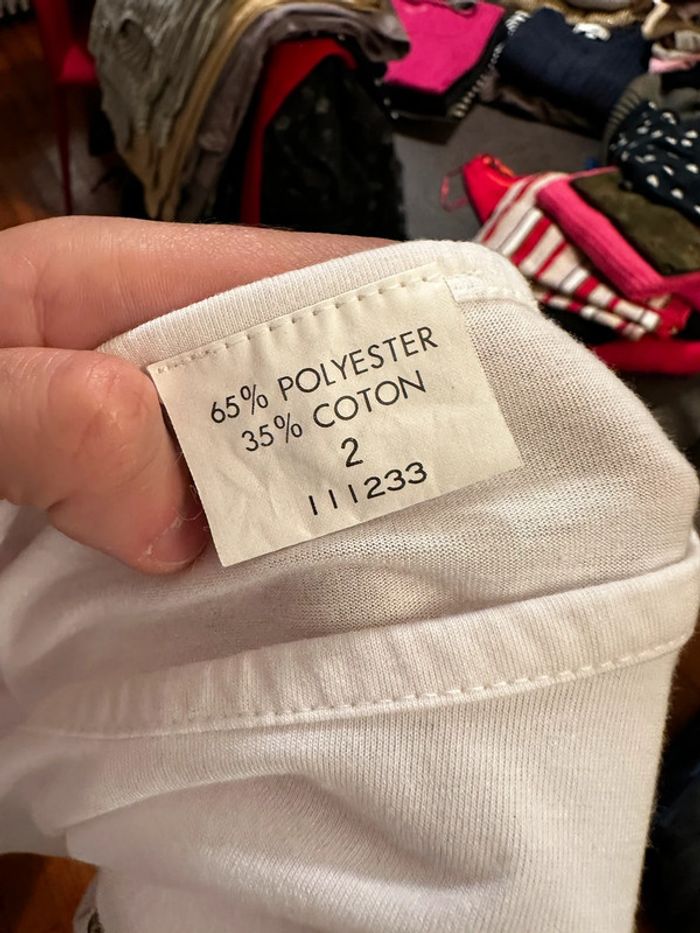 65% POLYESTER
35% COTON
2
111233